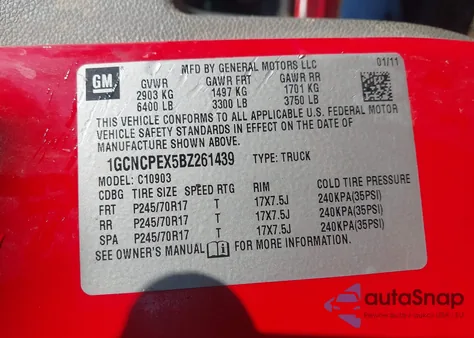 MFD BY GENERAL MOTORS LLC
GM GVWR GAWR FRT GAWR RR 01/11
2903 KG 1497 KG 1701 KG
6400 LB 3300 LB 3750 LB
THIS VEHICLE CONFORMS TO ALL APPLICABLE U.S. FEDERAL MOTOR
VEHICLE SAFETY STANDARDS IN EFFECT ON THE DATE OF
MANUFACTURE SHOWN ABOVE.
1GCNCPEX5BZ261439 TYPE: TRUCK
MODEL: C10903
CDBG TIRE SIZE SPEED RTG RIM COLD TIRE PRESSURE
FRT P245/70R17 T 17X7.5J 240KPA(35PSI)
RR P245/70R17 T 17X7.5J 240KPA(35PSI)
SPA P245/70R17 T 17X7.5J 240KPA(35PSI)
SEE OWNER'S MANUAL FOR MORE INFORMATION.
autoSnap